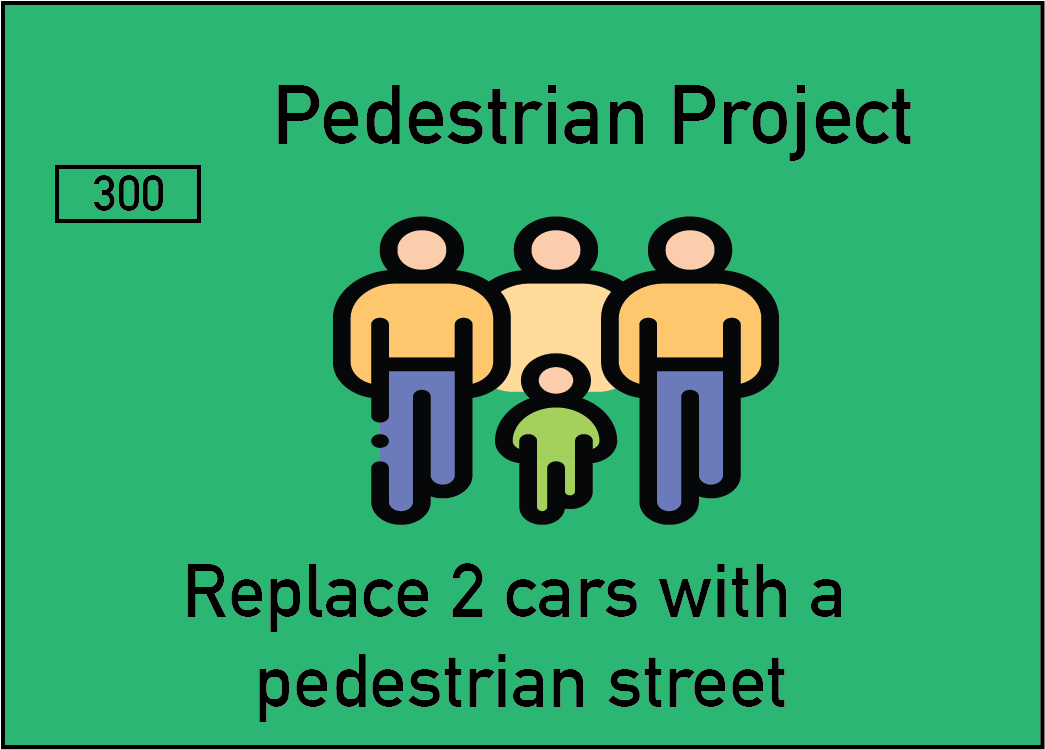 Pedestrian Project
300
Replace 2 cars with a
pedestrian street